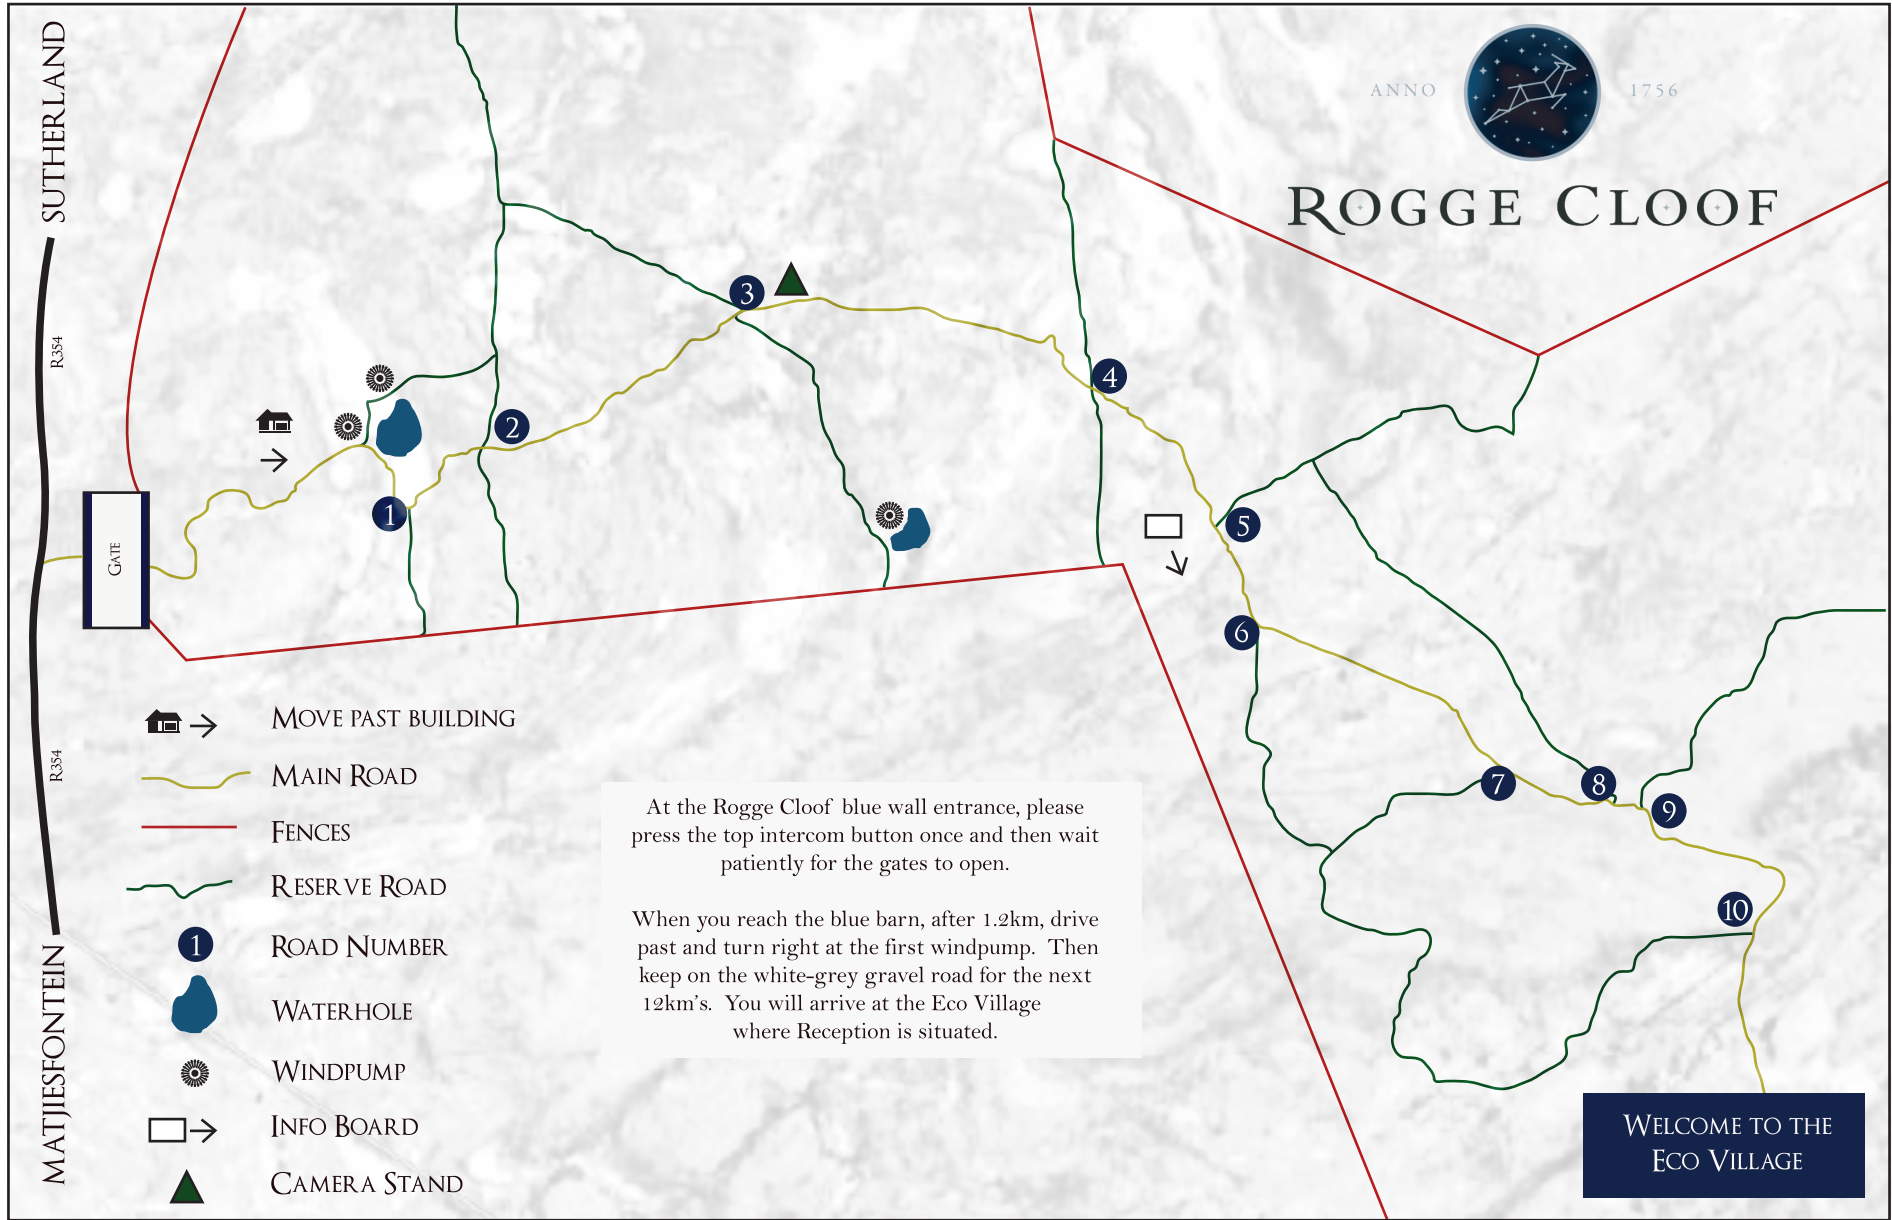 SUTHERLAND
R354
R354
MATJIESFONTEIN
ANNO
1756
ROGGE CLOOF
GATE
1
2
3
4
5
6
7
8
9
10
MOVE PAST BUILDING
MAIN ROAD
FENCES
RESERVE ROAD
1
ROAD NUMBER
WATERHOLE
WINDPUMP
INFO BOARD
CAMERA STAND
At the Rogge Cloof blue wall entrance, please
press the top intercom button once and then wait
patiently for the gates to open.
When you reach the blue barn, after 1.2km, drive
past and turn right at the first windpump. Then
keep on the white-grey gravel road for the next
12km's. You will arrive at the Eco Village
where Reception is situated.
WELCOME TO THE
ECO VILLAGE